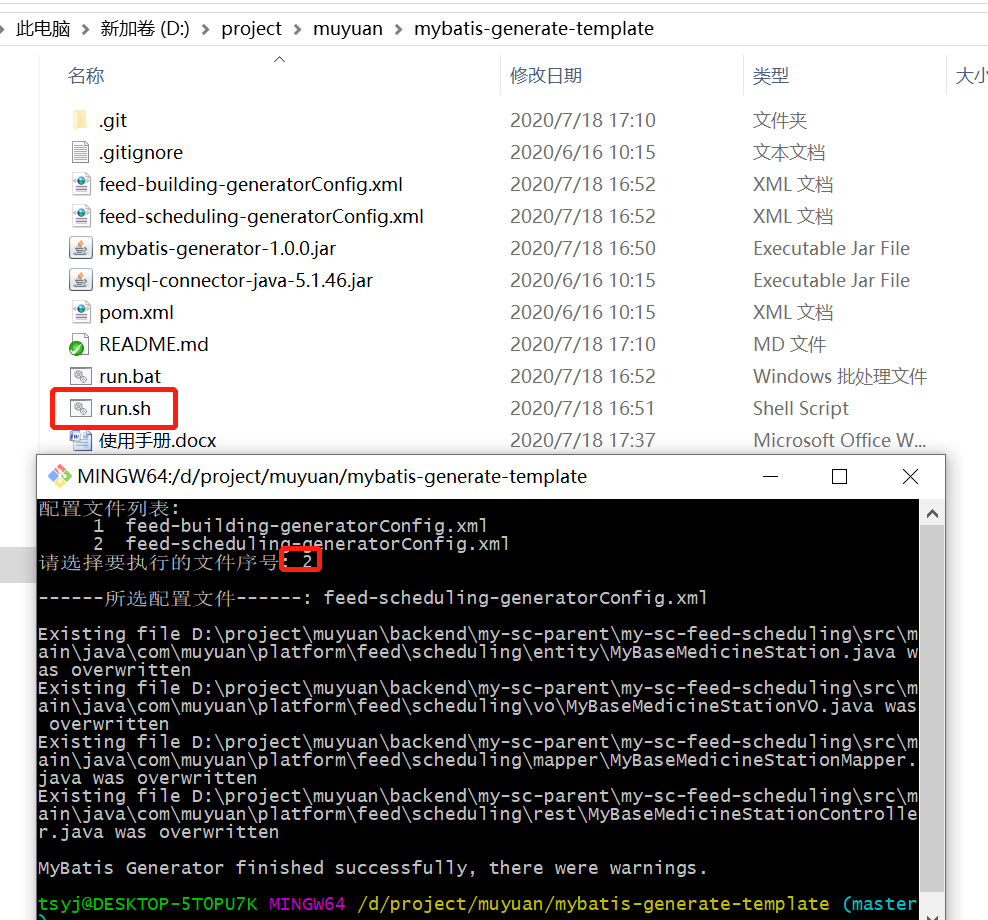 此电脑 > 新加卷 (D:) > project > muyuan > mybatis-generate-template
名称 修改日期 类型 大小
.git 2020/7/18 17:10 文件夹
.gitignore 2020/6/16 10:15 文本文档
feed-building-generatorConfig.xml 2020/7/18 16:52 XML 文档
feed-scheduling-generatorConfig.xml 2020/7/18 16:52 XML 文档
mybatis-generator-1.0.0.jar 2020/7/18 16:50 Executable Jar File
mysql-connector-java-5.1.46.jar 2020/6/16 10:15 Executable Jar File
pom.xml 2020/6/16 10:15 XML 文档
README.md 2020/7/18 17:10 MD 文件
run.bat 2020/7/18 16:52 Windows 批处理文件
run.sh 2020/7/18 16:51 Shell Script
使用手册.docx 2020/7/18 17:37 Microsoft Office W...
MINGW64:/d/project/muyuan/mybatis-generate-template
配置文件列表:
1 feed-building-generatorConfig.xml
2 feed-scheduling-generatorConfig.xml
请选择要执行的文件序号: 2
------所选配置文件------: feed-scheduling-generatorConfig.xml
Existing file D:\project\muyuan\backend\my-sc-parent\my-sc-feed-scheduling\src\m
ain\java\com\muyuan\platform\feed\scheduling\entity\MyBaseMedicineStation.java w
as overwritten
Existing file D:\project\muyuan\backend\my-sc-parent\my-sc-feed-scheduling\src\m
ain\java\com\muyuan\platform\feed\scheduling\vo\MyBaseMedicineStationVO.java was
overwritten
Existing file D:\project\muyuan\backend\my-sc-parent\my-sc-feed-scheduling\src\m
ain\java\com\muyuan\platform\feed\scheduling\mapper\MyBaseMedicineStationMapper.
java was overwritten
Existing file D:\project\muyuan\backend\my-sc-parent\my-sc-feed-scheduling\src\m
ain\java\com\muyuan\platform\feed\scheduling\rest\MyBaseMedicineStationControlle
r.java was overwritten
MyBatis Generator finished successfully, there were warnings.
tsyj@DESKTOP-5T0PU7K MINGW64 /d/project/muyuan/mybatis-generate-template (master